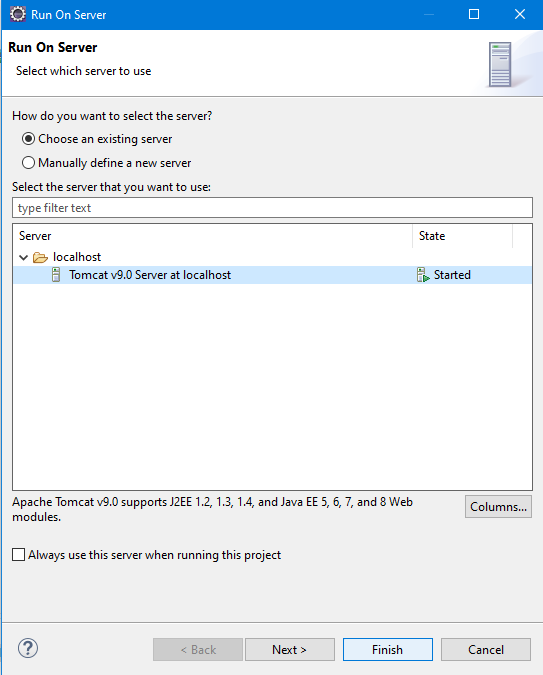 Run On Server
Run On Server
Select which server to use
How do you want to select the server?
Choose an existing server
Manually define a new server
Select the server that you want to use:
type filter text
Server State
localhost
Tomcat v9.0 Server at localhost Started
Apache Tomcat v9.0 supports J2EE 1.2, 1.3, 1.4, and Java EE 5, 6, 7, and 8 Web
modules.
Columns...
Always use this server when running this project
? < Back Next > Finish Cancel